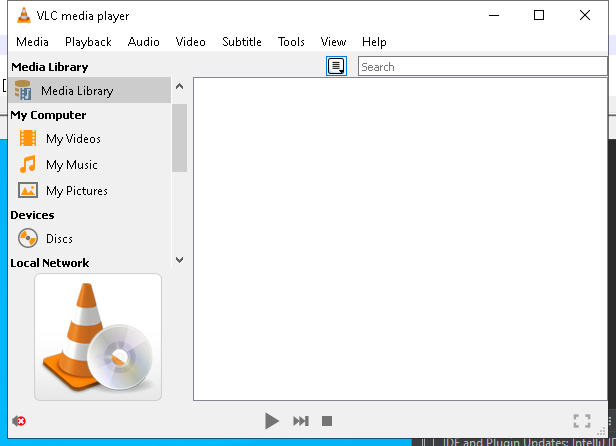 VLC media player
Media Playback Audio Video Subtitle Tools View Help
Media Library
Search
Media Library
My Computer
My Videos
My Music
My Pictures
Devices
Discs
Local Network
IDE and Plugin Updates: IntelliJ